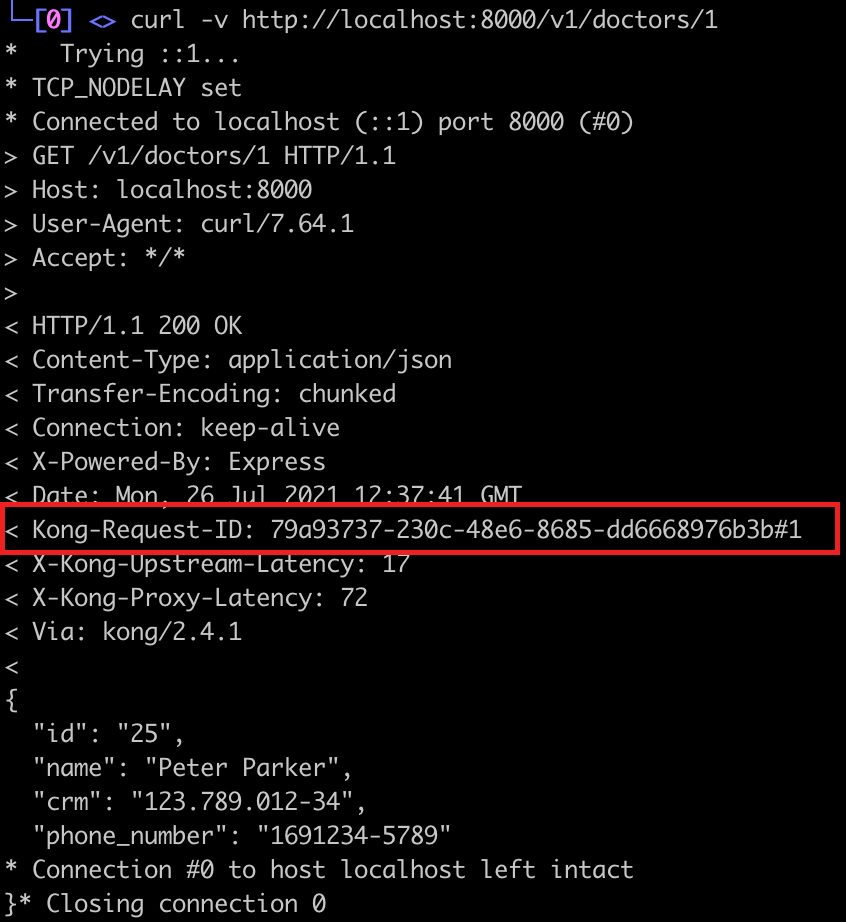 └─[0] <> curl -v http://localhost:8000/v1/doctors/1
*   Trying ::1...
* TCP_NODELAY set
* Connected to localhost (::1) port 8000 (#0)
> GET /v1/doctors/1 HTTP/1.1
> Host: localhost:8000
> User-Agent: curl/7.64.1
> Accept: */*
>
< HTTP/1.1 200 OK
< Content-Type: application/json
< Transfer-Encoding: chunked
< Connection: keep-alive
< X-Powered-By: Express
< Date: Mon, 26 Jul 2021 12:37:41 GMT
< Kong-Request-ID: 79a93737-230c-48e6-8685-dd6668976b3b#1
< X-Kong-Upstream-Latency: 17
< X-Kong-Proxy-Latency: 72
< Via: kong/2.4.1
<
{
  "id": "25",
  "name": "Peter Parker",
  "crm": "123.789.012-34",
  "phone_number": "1691234-5789"
* Connection #0 to host localhost left intact
}* Closing connection 0